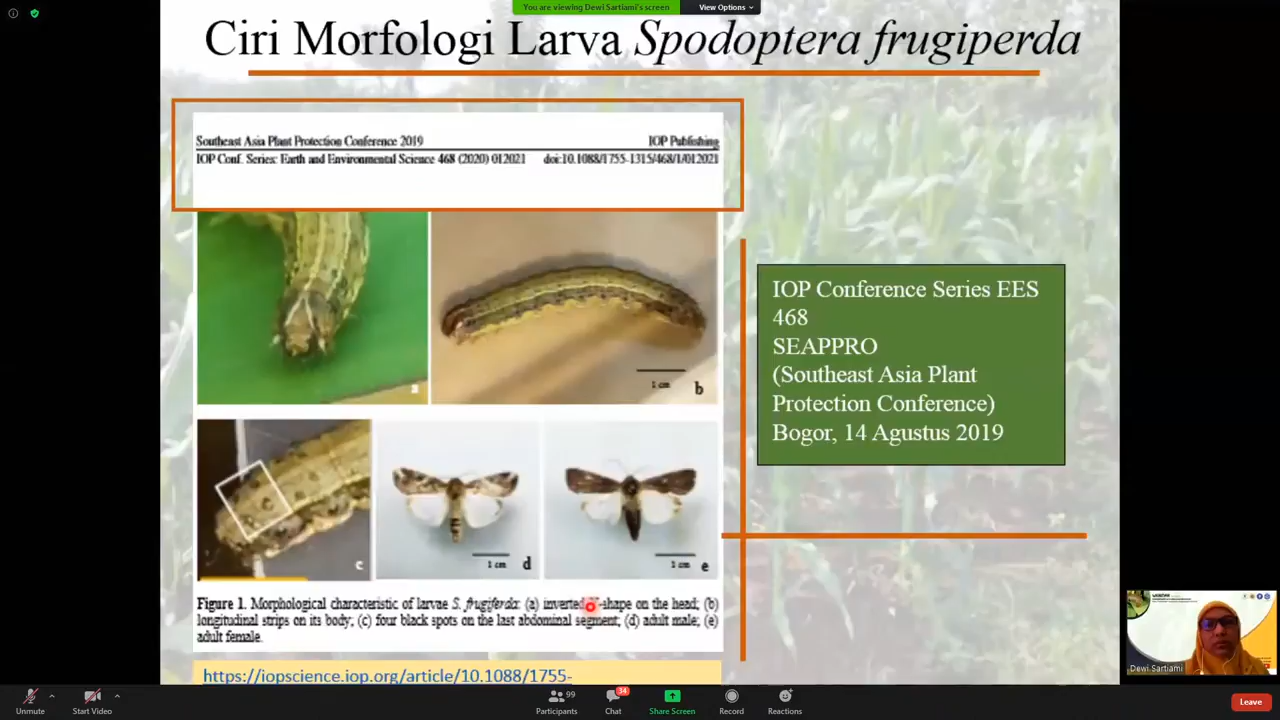 You are viewing Dewi Sartiami's screen
View Options
Ciri Morfologi Larva Spodoptera frugiperda
Southeast Asia Plant Protection Conference 2019 IOP Publishing
IOP Conf. Series: Earth and Environmental Science 468 (2020) 012021 doi:10.1088/1755-1315/468/1/012021
a
1 cm
b
c
1 cm
d
1 cm
e
Figure 1. Morphological characteristic of larvae S. frugiferda: (a) inverted shape on the head; (b)
longitudinal strips on its body; (c) four black spots on the last abdominal segment; (d) adult male; (e)
adult female.
https://iopscience.iop.org/article/10.1088/1755-
IOP Conference Series EES
468
SEAPPRO
(Southeast Asia Plant
Protection Conference)
Bogor, 14 Agustus 2019
Dewi Sartiami
Unmute
Start Video
99
Participants
34
Chat
Share Screen
Record
Reactions
Leave